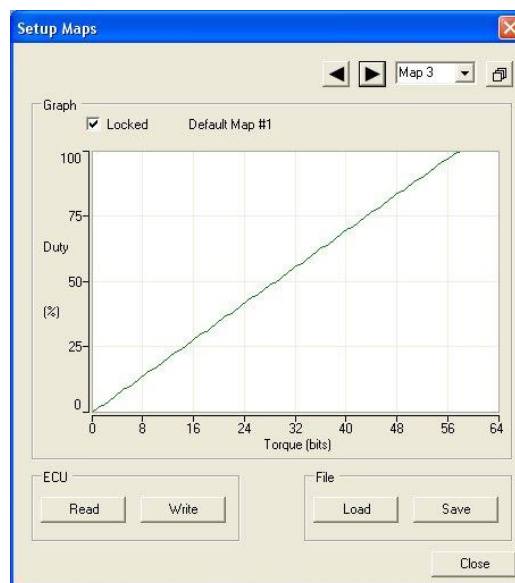 Setup Maps
Map 3
Graph
Locked Default Map #1
100
75
Duty
50
(%)
25
0
0 8 16 24 32 40 48 56 64
Torque (bits)
ECU File
Read Write Load Save
Close